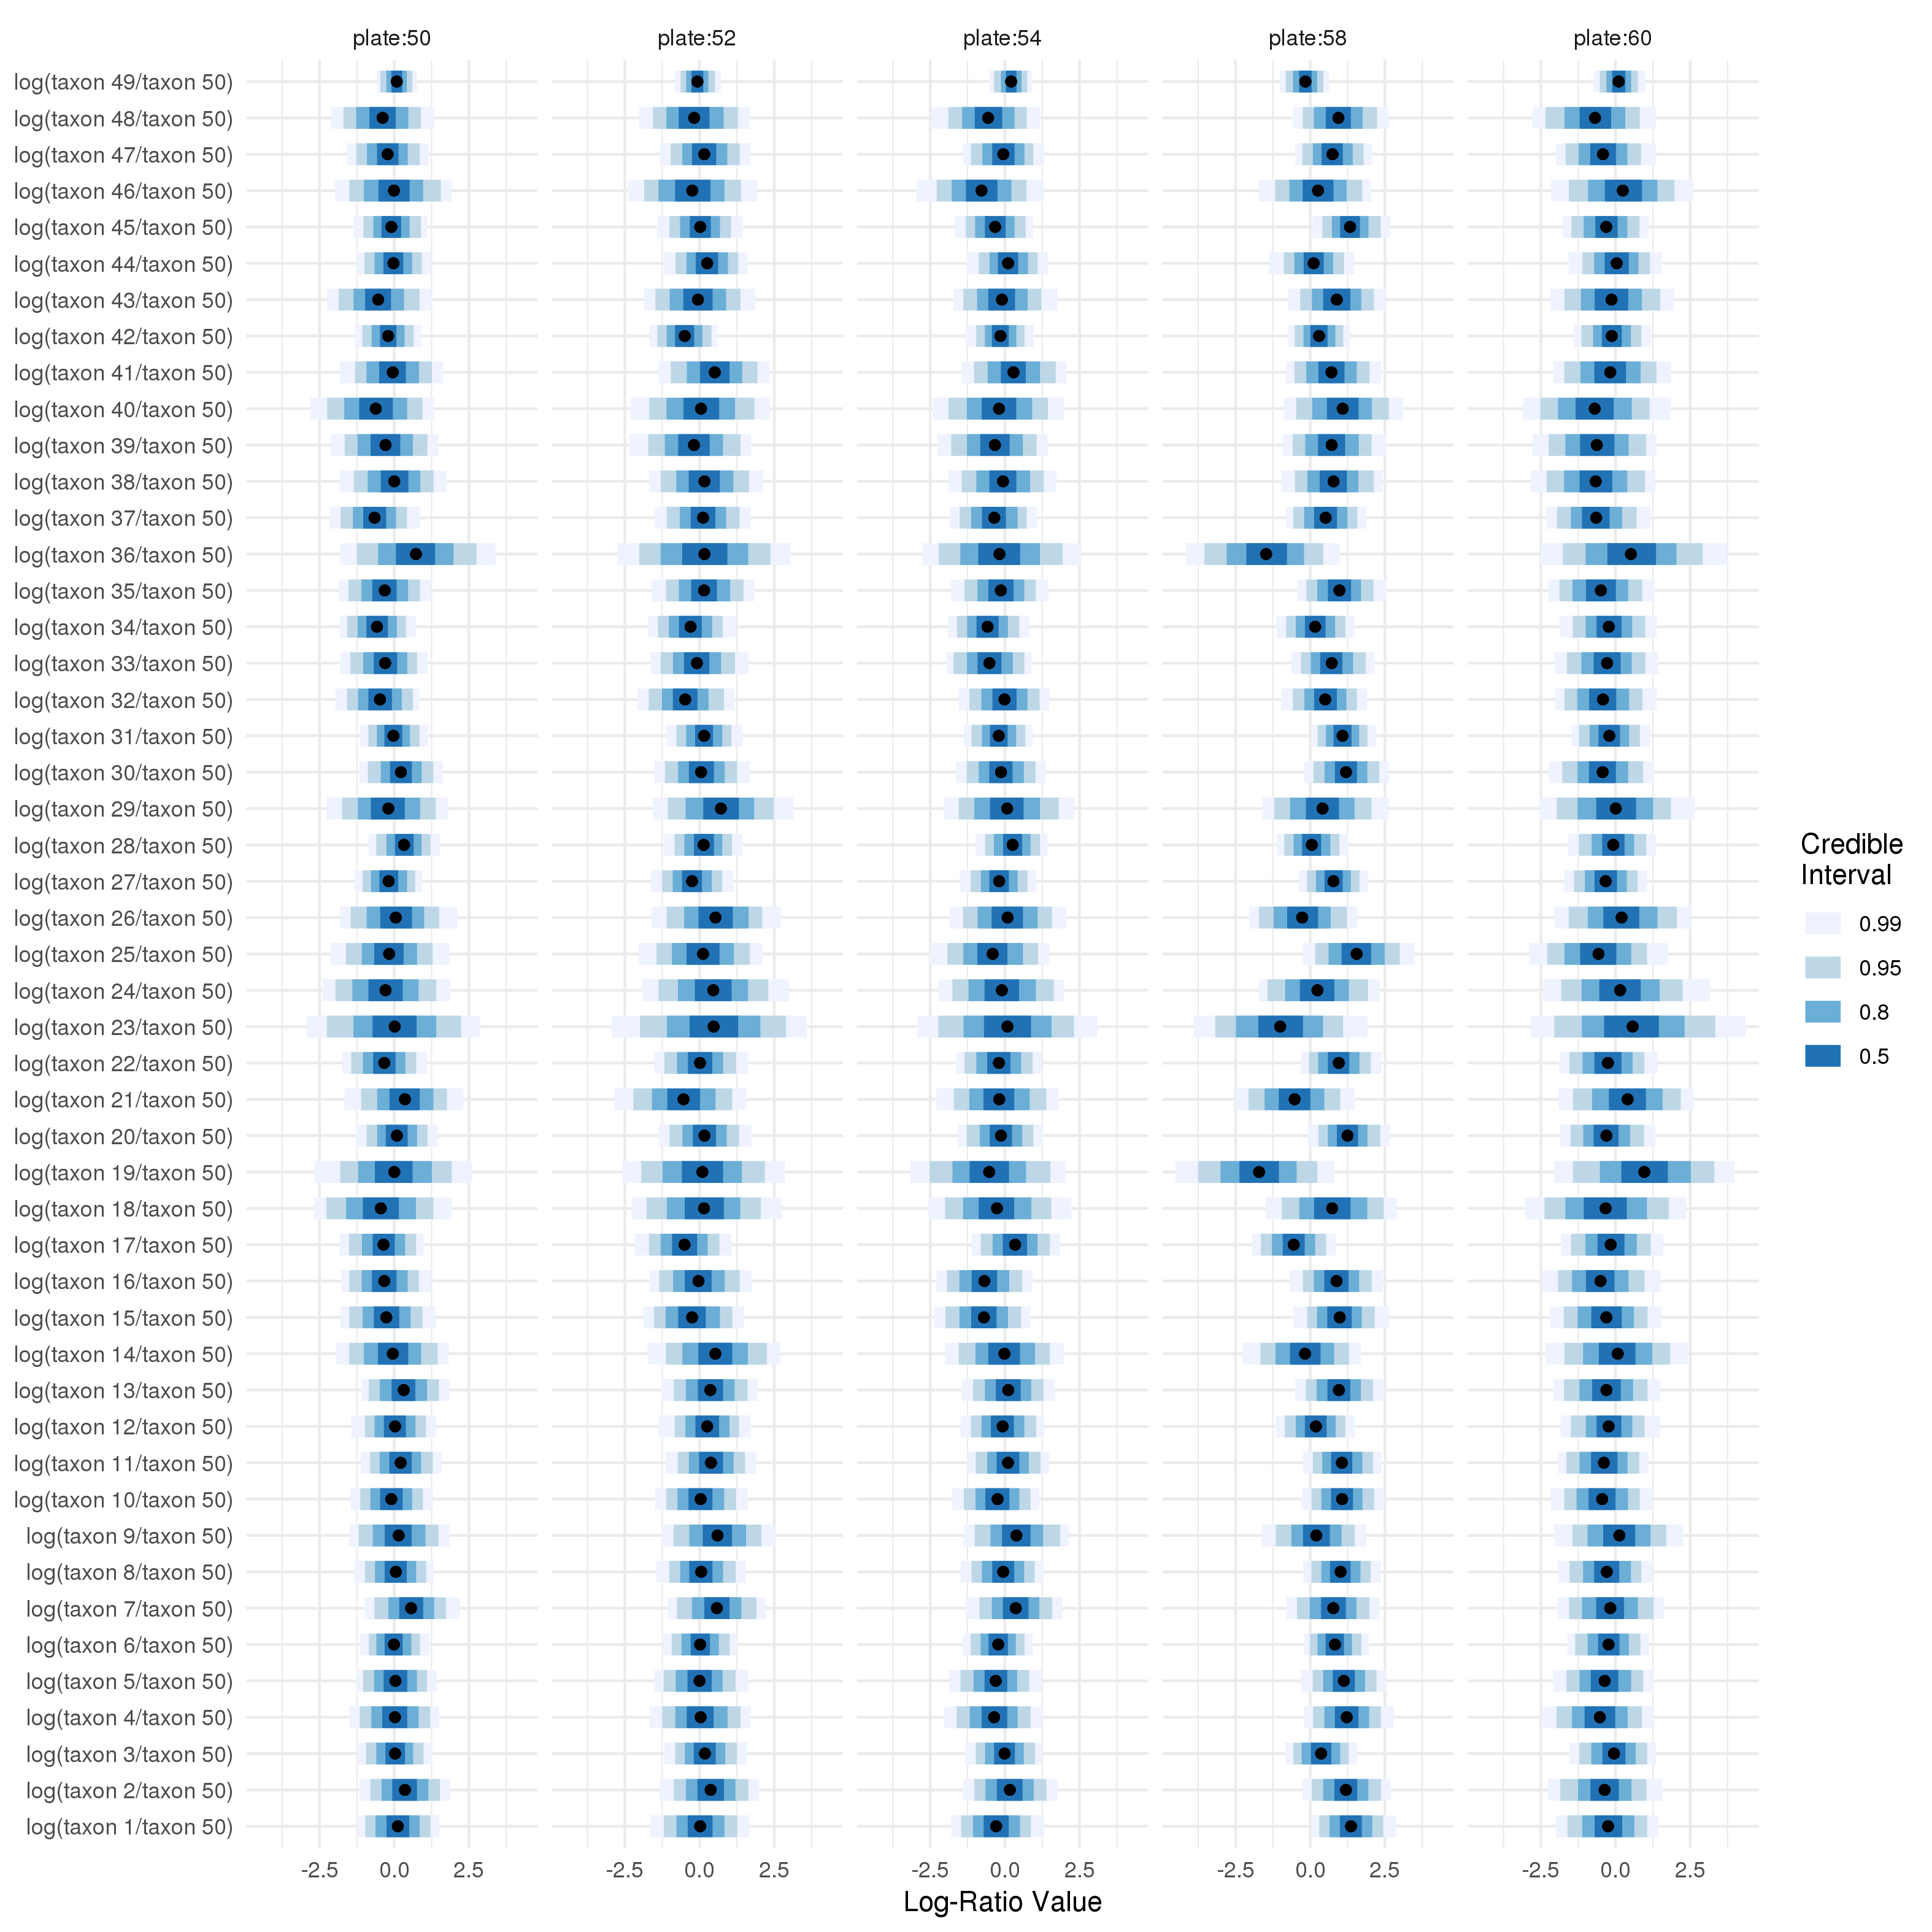 plate:50 plate:52 plate:54 plate:58 plate:60
log(taxon 49/taxon 50)
log(taxon 48/taxon 50)
log(taxon 47/taxon 50)
log(taxon 46/taxon 50)
log(taxon 45/taxon 50)
log(taxon 44/taxon 50)
log(taxon 43/taxon 50)
log(taxon 42/taxon 50)
log(taxon 41/taxon 50)
log(taxon 40/taxon 50)
log(taxon 39/taxon 50)
log(taxon 38/taxon 50)
log(taxon 37/taxon 50)
log(taxon 36/taxon 50)
log(taxon 35/taxon 50)
log(taxon 34/taxon 50)
log(taxon 33/taxon 50)
log(taxon 32/taxon 50)
log(taxon 31/taxon 50)
log(taxon 30/taxon 50)
log(taxon 29/taxon 50)
log(taxon 28/taxon 50)
log(taxon 27/taxon 50)
log(taxon 26/taxon 50)
log(taxon 25/taxon 50)
log(taxon 24/taxon 50)
log(taxon 23/taxon 50)
log(taxon 22/taxon 50)
log(taxon 21/taxon 50)
log(taxon 20/taxon 50)
log(taxon 19/taxon 50)
log(taxon 18/taxon 50)
log(taxon 17/taxon 50)
log(taxon 16/taxon 50)
log(taxon 15/taxon 50)
log(taxon 14/taxon 50)
log(taxon 13/taxon 50)
log(taxon 12/taxon 50)
log(taxon 11/taxon 50)
log(taxon 10/taxon 50)
log(taxon 9/taxon 50)
log(taxon 8/taxon 50)
log(taxon 7/taxon 50)
log(taxon 6/taxon 50)
log(taxon 5/taxon 50)
log(taxon 4/taxon 50)
log(taxon 3/taxon 50)
log(taxon 2/taxon 50)
log(taxon 1/taxon 50)
-2.5 0.0 2.5 -2.5 0.0 2.5 -2.5 0.0 2.5 -2.5 0.0 2.5 -2.5 0.0 2.5
Log-Ratio Value
Credible
Interval
0.99
0.95
0.8
0.5